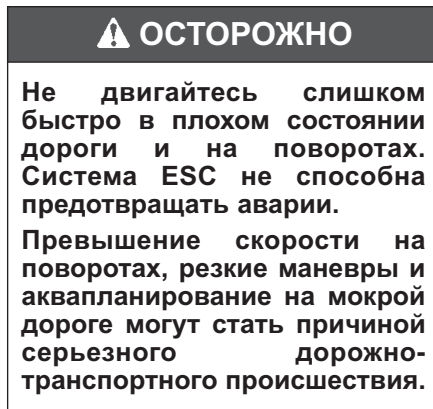 ОСТОРОЖНО
Не двигайтесь слишком
быстро в плохом состоянии
дороги и на поворотах.
Система ESC не способна
предотвращать аварии.
Превышение скорости на
поворотах, резкие маневры и
аквапланирование на мокрой
дороге могут стать причиной
серьезного дорожно-
транспортного происшествия.